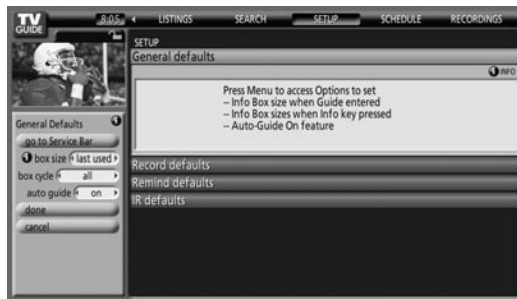 TV
GUIDE
8:05
LISTINGS
SEARCH
SETUP
SCHEDULE
RECORDINGS
SETUP
General defaults
i INFO
Press Menu to access Options to set
– Info Box size when Guide entered
– Info Box sizes when Info key pressed
– Auto-Guide On feature
Record defaults
Remind defaults
IR defaults
General Defaults i
go to Service Bar
i box size last used
box cycle all
auto guide on
done
cancel